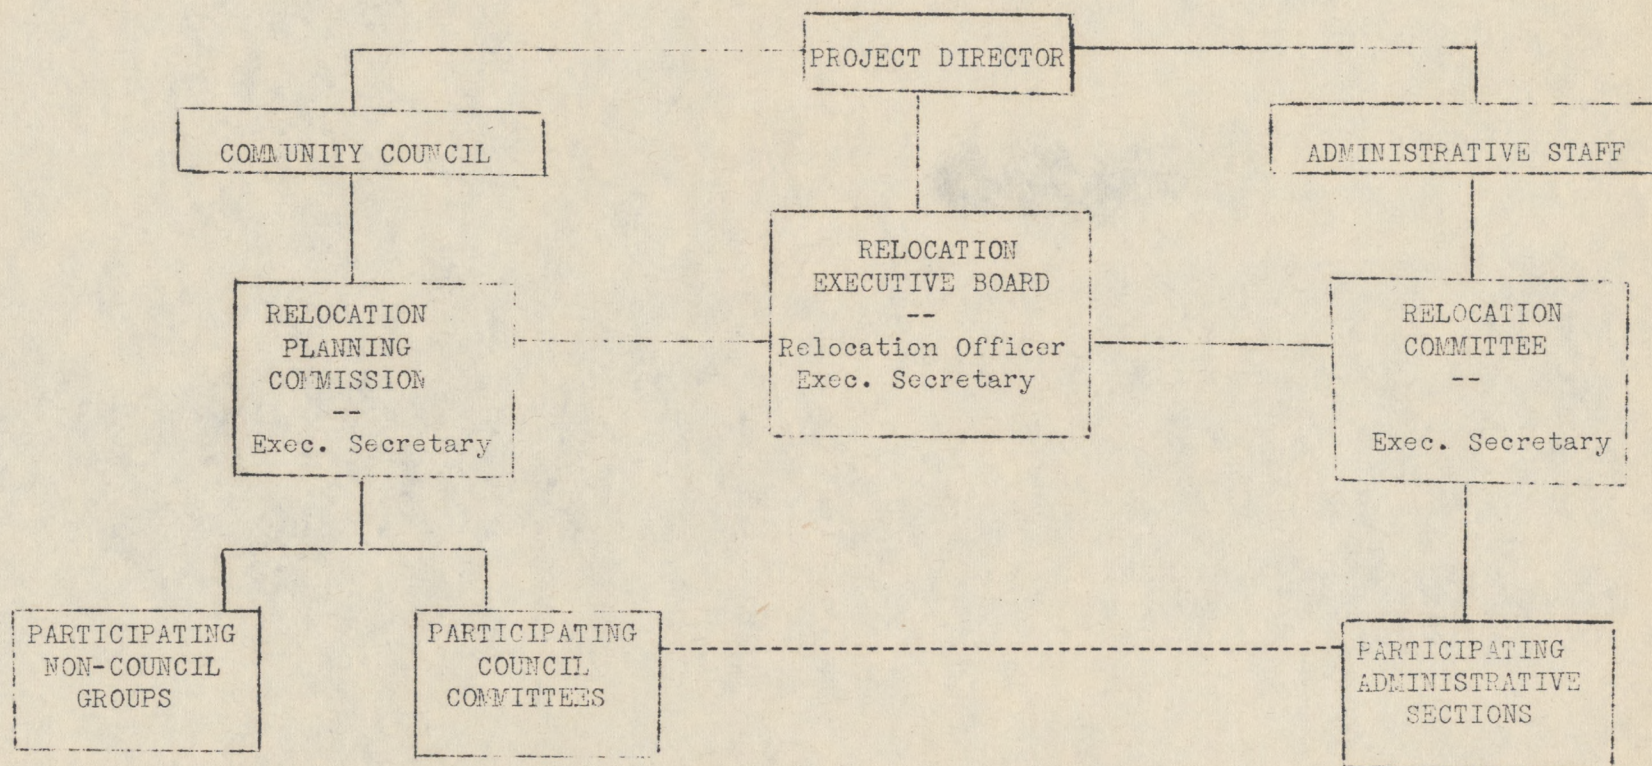 PROJECT DIRECTOR
COMMUNITY COUNCIL
ADMINISTRATIVE STAFF
RELOCATION
EXECUTIVE BOARD
--
Relocation Officer
Exec. Secretary
RELOCATION
PLANNING
COMMISSION
--
Exec. Secretary
RELOCATION
COMMITTEE
--
Exec. Secretary
PARTICIPATING
NON-COUNCIL
GROUPS
PARTICIPATING
COUNCIL
COMMITTEES
PARTICIPATING
ADMINISTRATIVE
SECTIONS